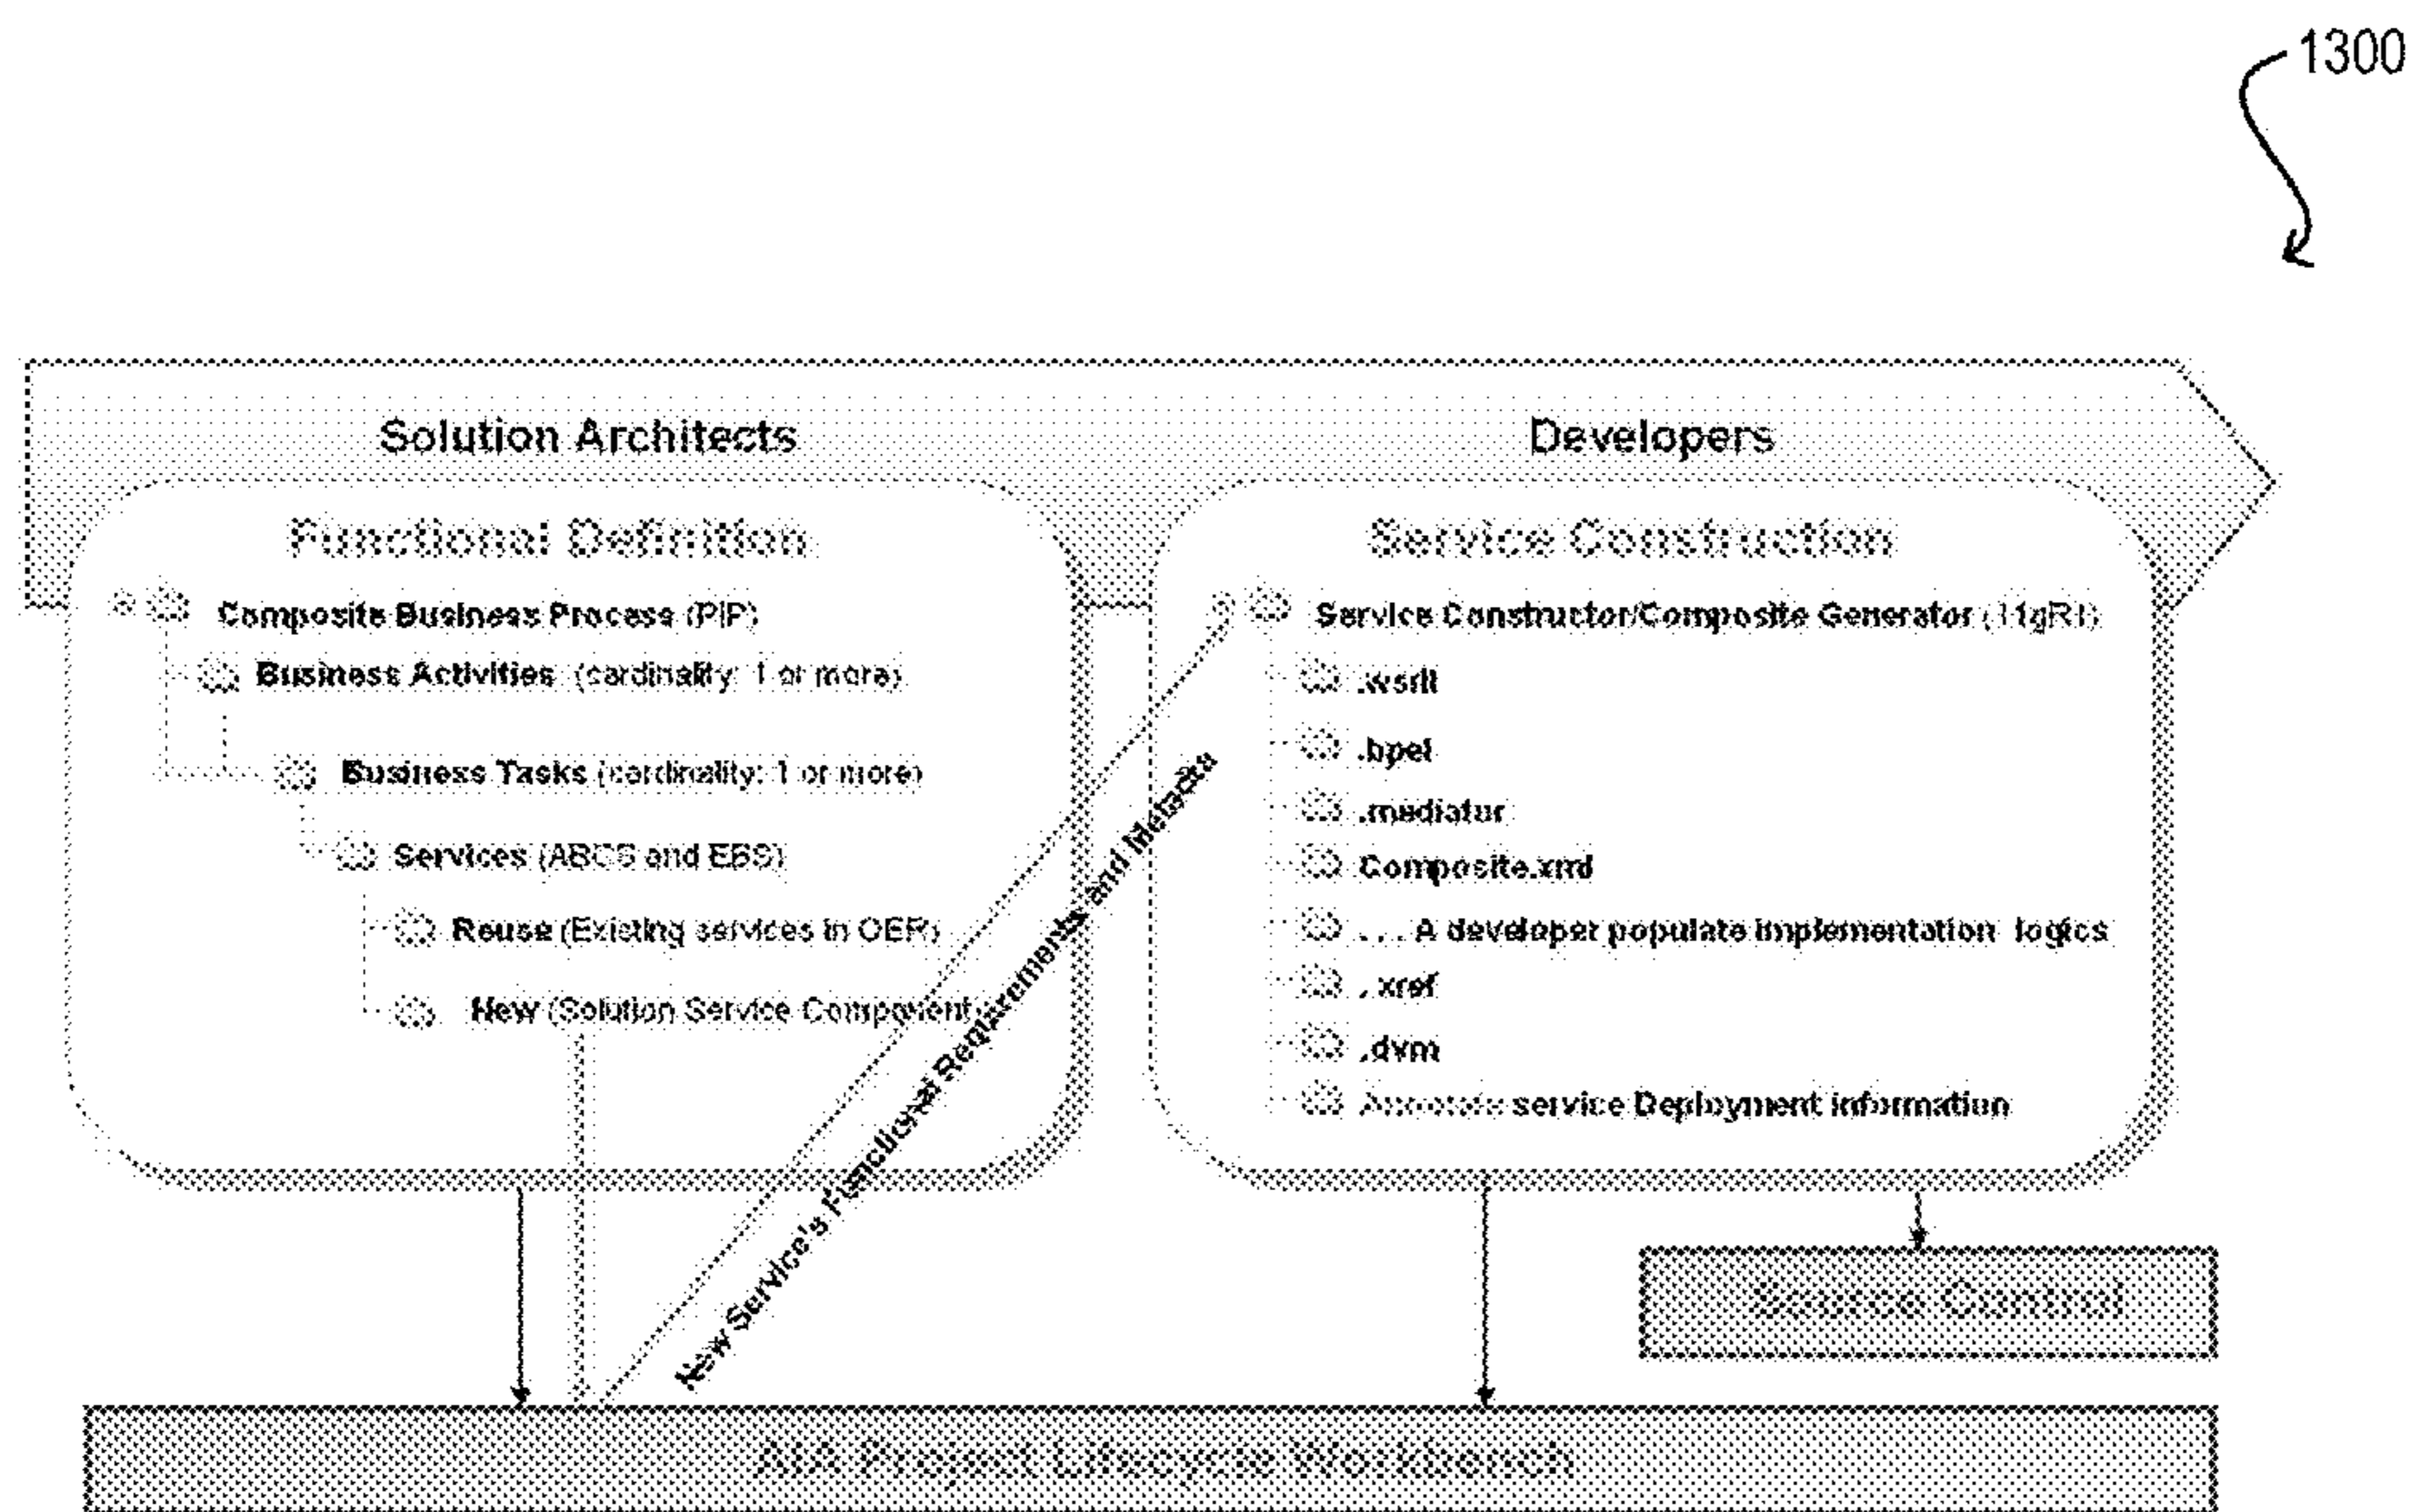 1300
Solution Architects
Developers
Functional Definition
Composite Business Process (PIP)
Business Activities (cardinality: 1 or more)
Business Tasks (cardinality: 1 or more)
Services (ABCS and EBS)
Reuse (Existing services in OER)
New (Solution Service Component)
Service Construction
Service Constructor/Composite Generator (11gR1)
.wsdl
.bpel
.mediator
Composite.xml
... A developer populate implementation logics
.xref
.dvm
Annotate service Deployment information
New Service's Functional Requirements and Metadata
Source Control
AIA Project Lifecycle Workbench